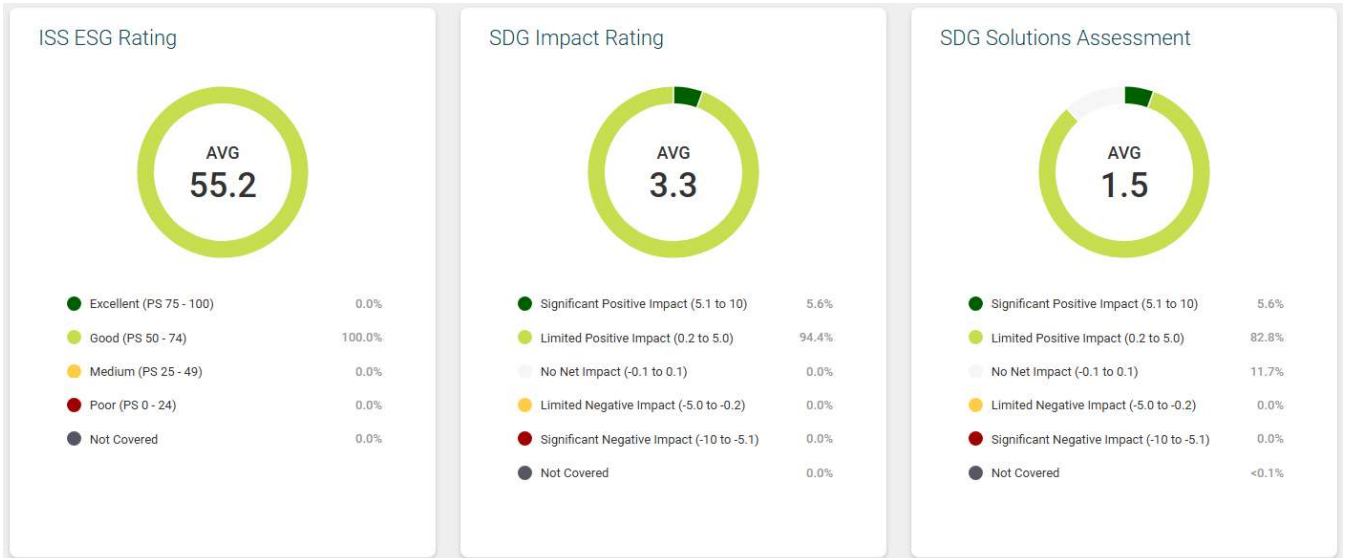 ISS ESG Rating
AVG
55.2
Excellent (PS 75 - 100) 0.0%
Good (PS 50 - 74) 100.0%
Medium (PS 25 - 49) 0.0%
Poor (PS 0 - 24) 0.0%
Not Covered 0.0%
SDG Impact Rating
AVG
3.3
Significant Positive Impact (5.1 to 10) 5.6%
Limited Positive Impact (0.2 to 5.0) 94.4%
No Net Impact (-0.1 to 0.1) 0.0%
Limited Negative Impact (-5.0 to -0.2) 0.0%
Significant Negative Impact (-10 to -5.1) 0.0%
Not Covered 0.0%
SDG Solutions Assessment
AVG
1.5
Significant Positive Impact (5.1 to 10) 5.6%
Limited Positive Impact (0.2 to 5.0) 82.8%
No Net Impact (-0.1 to 0.1) 11.7%
Limited Negative Impact (-5.0 to -0.2) 0.0%
Significant Negative Impact (-10 to -5.1) 0.0%
Not Covered <0.1%